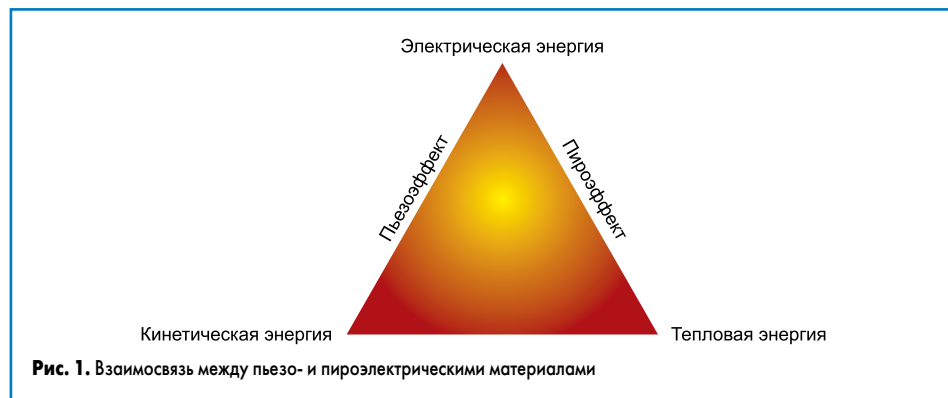 Электрическая энергия
Пьезоэффект
Пироэффект
Кинетическая энергия
Тепловая энергия
Рис. 1. Взаимосвязь между пьезо- и пироэлектрическими материалами